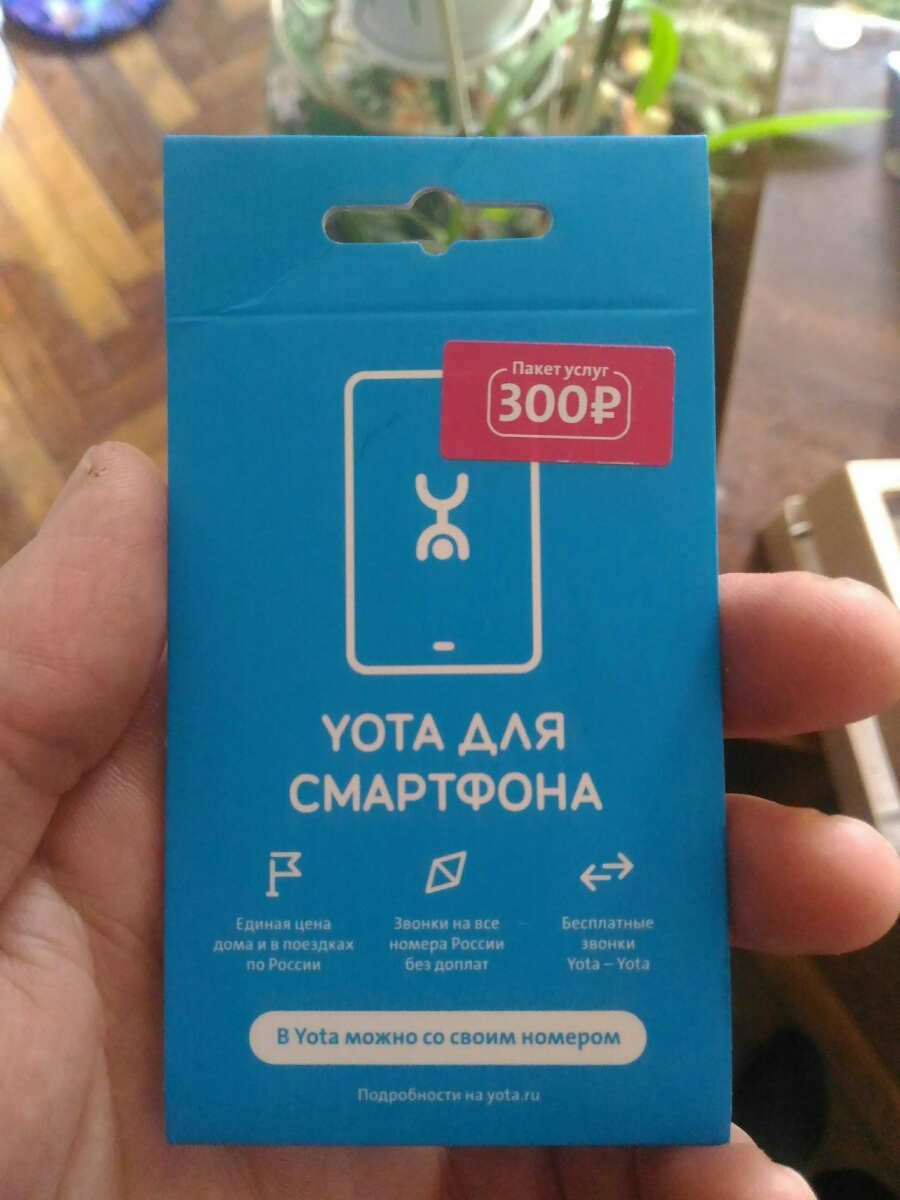 Пакет услуг
300₽
YOTA ДЛЯ
СМАРТФОНА
Единая цена
дома и в поездках
по России
Звонки на все
номера России
без доплат
Бесплатные
звонки
Yota – Yota
В Yota можно со своим номером
Подробности на yota.ru